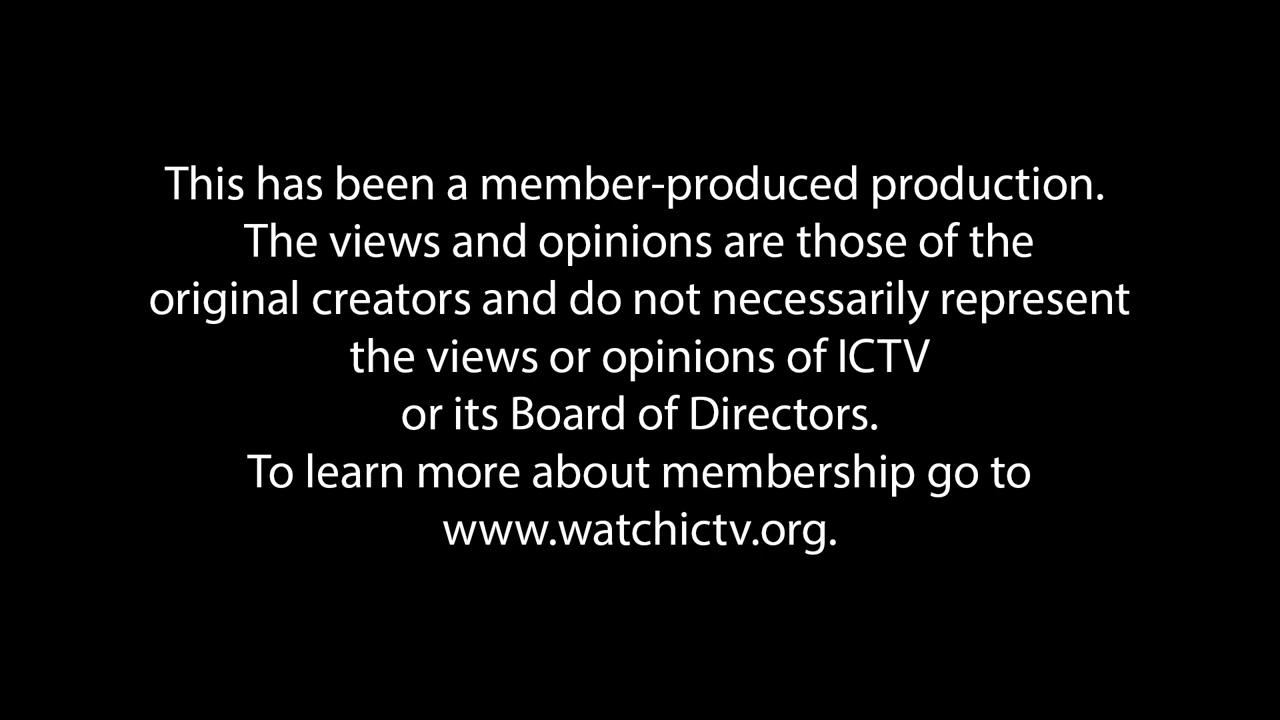 This has been a member-produced production.
The views and opinions are those of the
original creators and do not necessarily represent
the views or opinions of ICTV
or its Board of Directors.
To learn more about membership go to
www.watchictv.org.